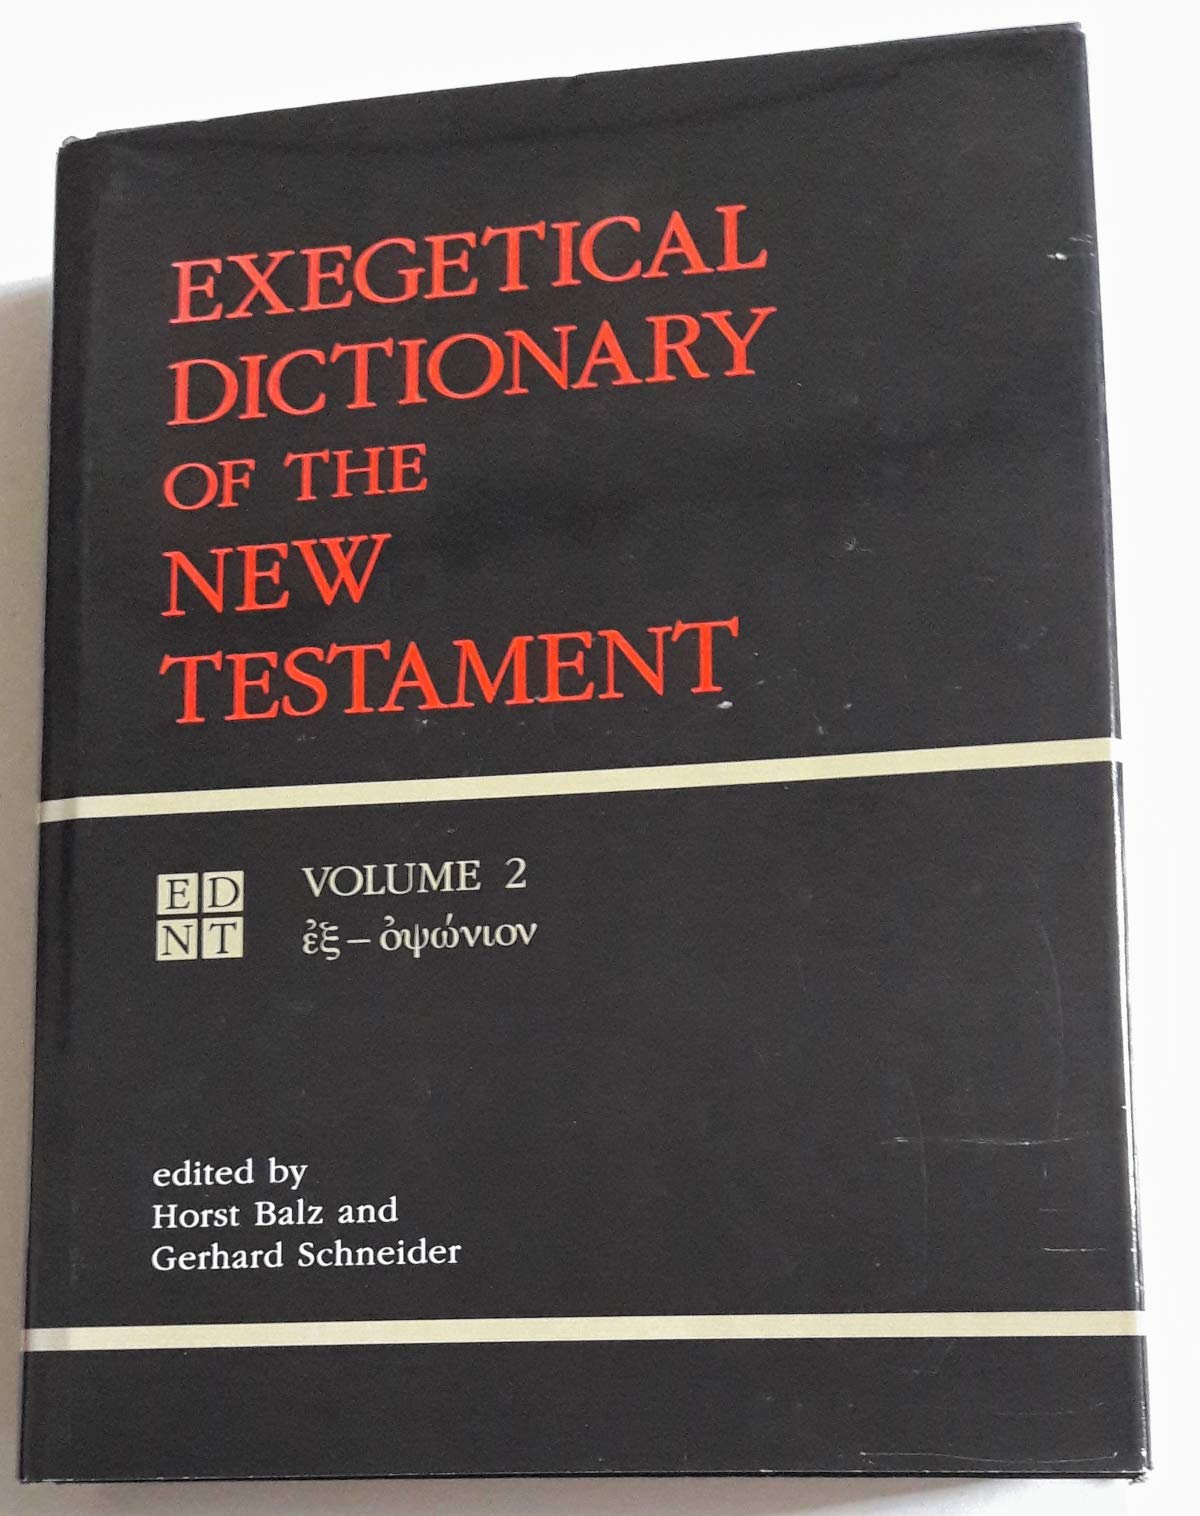 EXEGETICAL
DICTIONARY
OF THE
NEW
TESTAMENT
ED
NT
VOLUME 2
ἐξ – ὀψώνιον
edited by
Horst Balz and
Gerhard Schneider